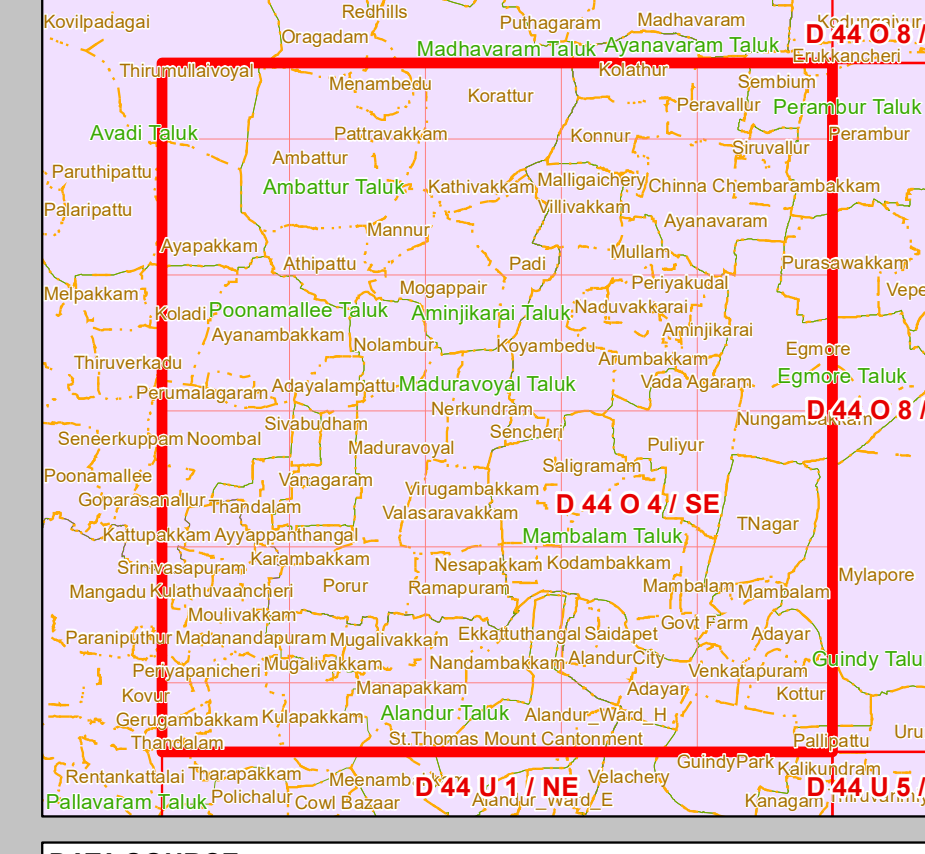 Redhills
Kovilpadagai
Puthagaram
Madhavaram
Kodungaiyur
Oragadam
D 44 O 8 /
Madhavaram Taluk
Ayanavaram Taluk
Erukkancheri
Thirumullaivoyal
Kolathur
Menambedu
Sembium
Korattur
Peravallur
Perambur Taluk
Avadi Taluk
Pattravakkam
Konnur
Perambur
Siruvallur
Ambattur
Paruthipattu
Ambattur Taluk
Kathivakkam
Malligaichery
Chinna Chembarambakkam
Palaripattu
Villivakkam
Ayanavaram
Mannur
Ayapakkam
Mullam
Athipattu
Padi
Purasawakkam
Melpakkam
Mogappair
Periyakudal
Vepe
Koladi
Poonamallee Taluk
Aminjikarai Taluk
Naduvakkarai
Ayanambakkam
Aminjikarai
Nolambur
Koyambedu
Egmore
Thiruverkadu
Arumbakkam
Egmore Taluk
Perumalagaram
Adayalampattu
Maduravoyal Taluk
Vada Agaram
Nerkundram
D 44 O 8 /
Nungambakkam
Sivabudham
Sencheri
Seneerkuppam
Noombal
Maduravoyal
Puliyur
Saligramam
Poonamallee
Vanagaram
Virugambakkam
Goparasanallur
Thandalam
Valasaravakkam
D 44 O 4 / SE
TNagar
Kattupakkam
Ayyappanthangal
Mambalam Taluk
Karambakkam
Srinivasapuram
Nesapakkam
Kodambakkam
Mylapore
Mangadu
Kulathuvaancheri
Porur
Ramapuram
Mambalam
Mambalam
Moulivakkam
Govt Farm
Paraniputhur
Madanandapuram
Mugalivakkam
Ekkattuthangal
Saidapet
Adayar
Periyapanicheri
Mugalivakkam
Nandambakkam
AlandurCity
Venkatapuram
Guindy Talu
Kovur
Manapakkam
Adayar
Kottur
Gerugambakkam
Kulapakkam
Alandur Taluk
Alandur_Ward_H
Thandalam
St.Thomas Mount Cantonment
Pallipattu
Uru
GuindyPark
Kalikundram
Rentankattalai
Tharapakkam
D 44 U 1 / NE
Velachery
D 44 U 5 /
Pallavaram Taluk
Polichalur
Cowl Bazaar
Alandur_Ward_E
Kanagam